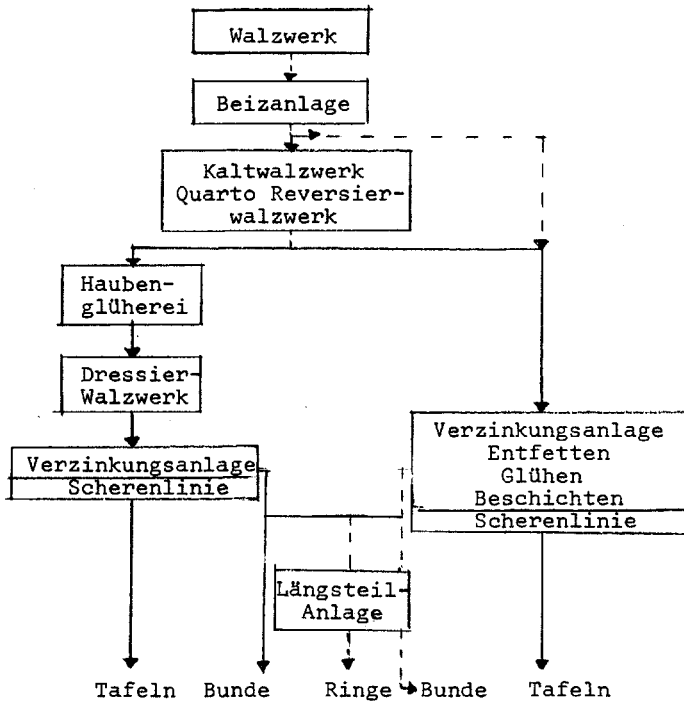 Walzwerk
Beizanlage
Kaltwalzwerk
Quarto Reversier-
walzwerk
Hauben-
glüherei
Dressier-
Walzwerk
Verzinkungsanlage
Scherenlinie
Verzinkungsanlage
Entfetten
Glühen
Beschichten
Scherenlinie
Längsteil-
Anlage
Tafeln Bunde Ringe Bunde Tafeln